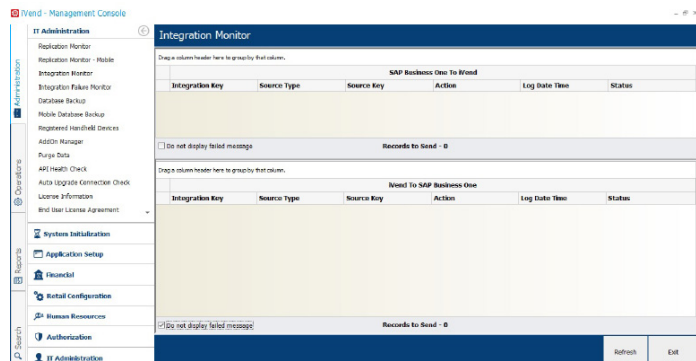 iVend - Management Console
IT Administration
Replication Monitor
Replication Monitor - Mobile
Integration Monitor
Integration Failure Monitor
Database Backup
Mobile Database Backup
Registered Handheld Devices
AddOn Manager
Purge Data
API Health Check
Auto Upgrade Connection Check
License Information
End User License Agreement
System Initialization
Application Setup
Financial
Retail Configuration
Human Resources
Authorization
IT Administration
Administration
Operations
Reports
Search
Integration Monitor
Drag a column header here to group by that column.
SAP Business One To iVend
Integration Key Source Type Source Key Action Log Date Time Status
Do not display failed message Records to Send - 0
Drag a column header here to group by that column.
iVend To SAP Business One
Integration Key Source Type Source Key Action Log Date Time Status
Do not display failed message Records to Send - 0
Refresh Exit